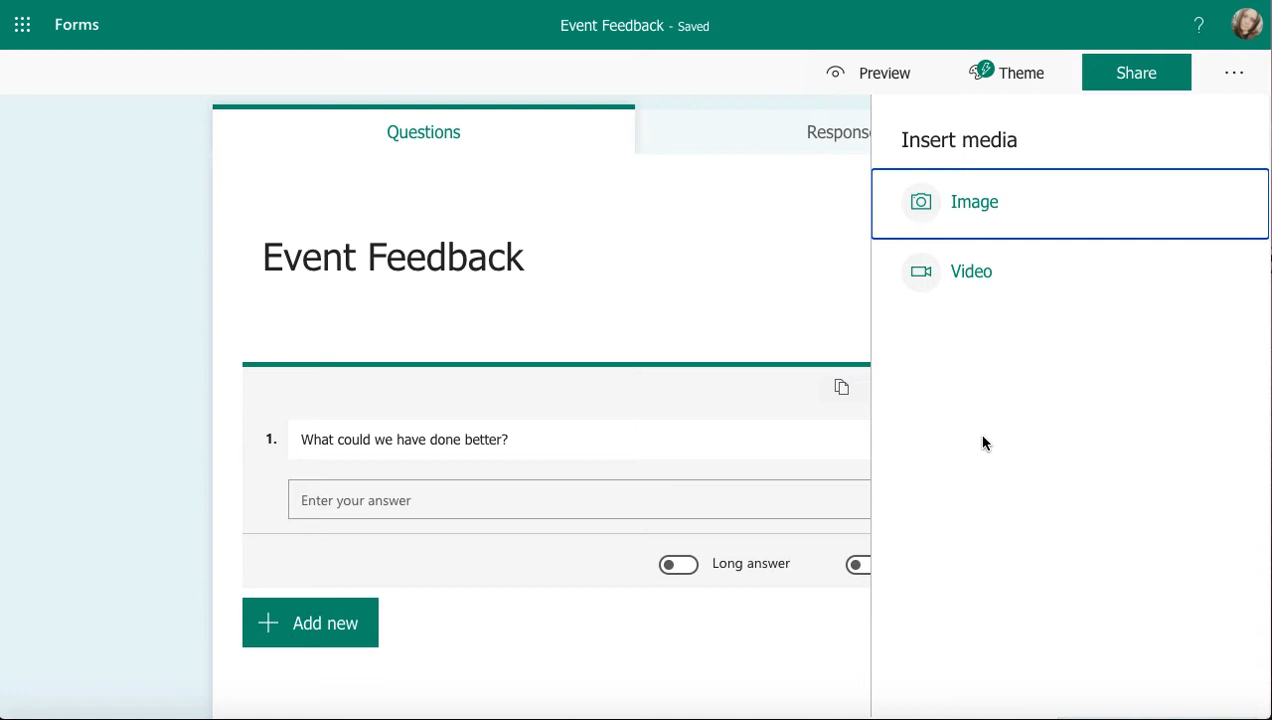 Forms
Event Feedback - Saved
?
Preview
Theme
Share
Questions
Insert media
Image
Video
Event Feedback
1. What could we have done better?
Enter your answer
Long answer
Add new